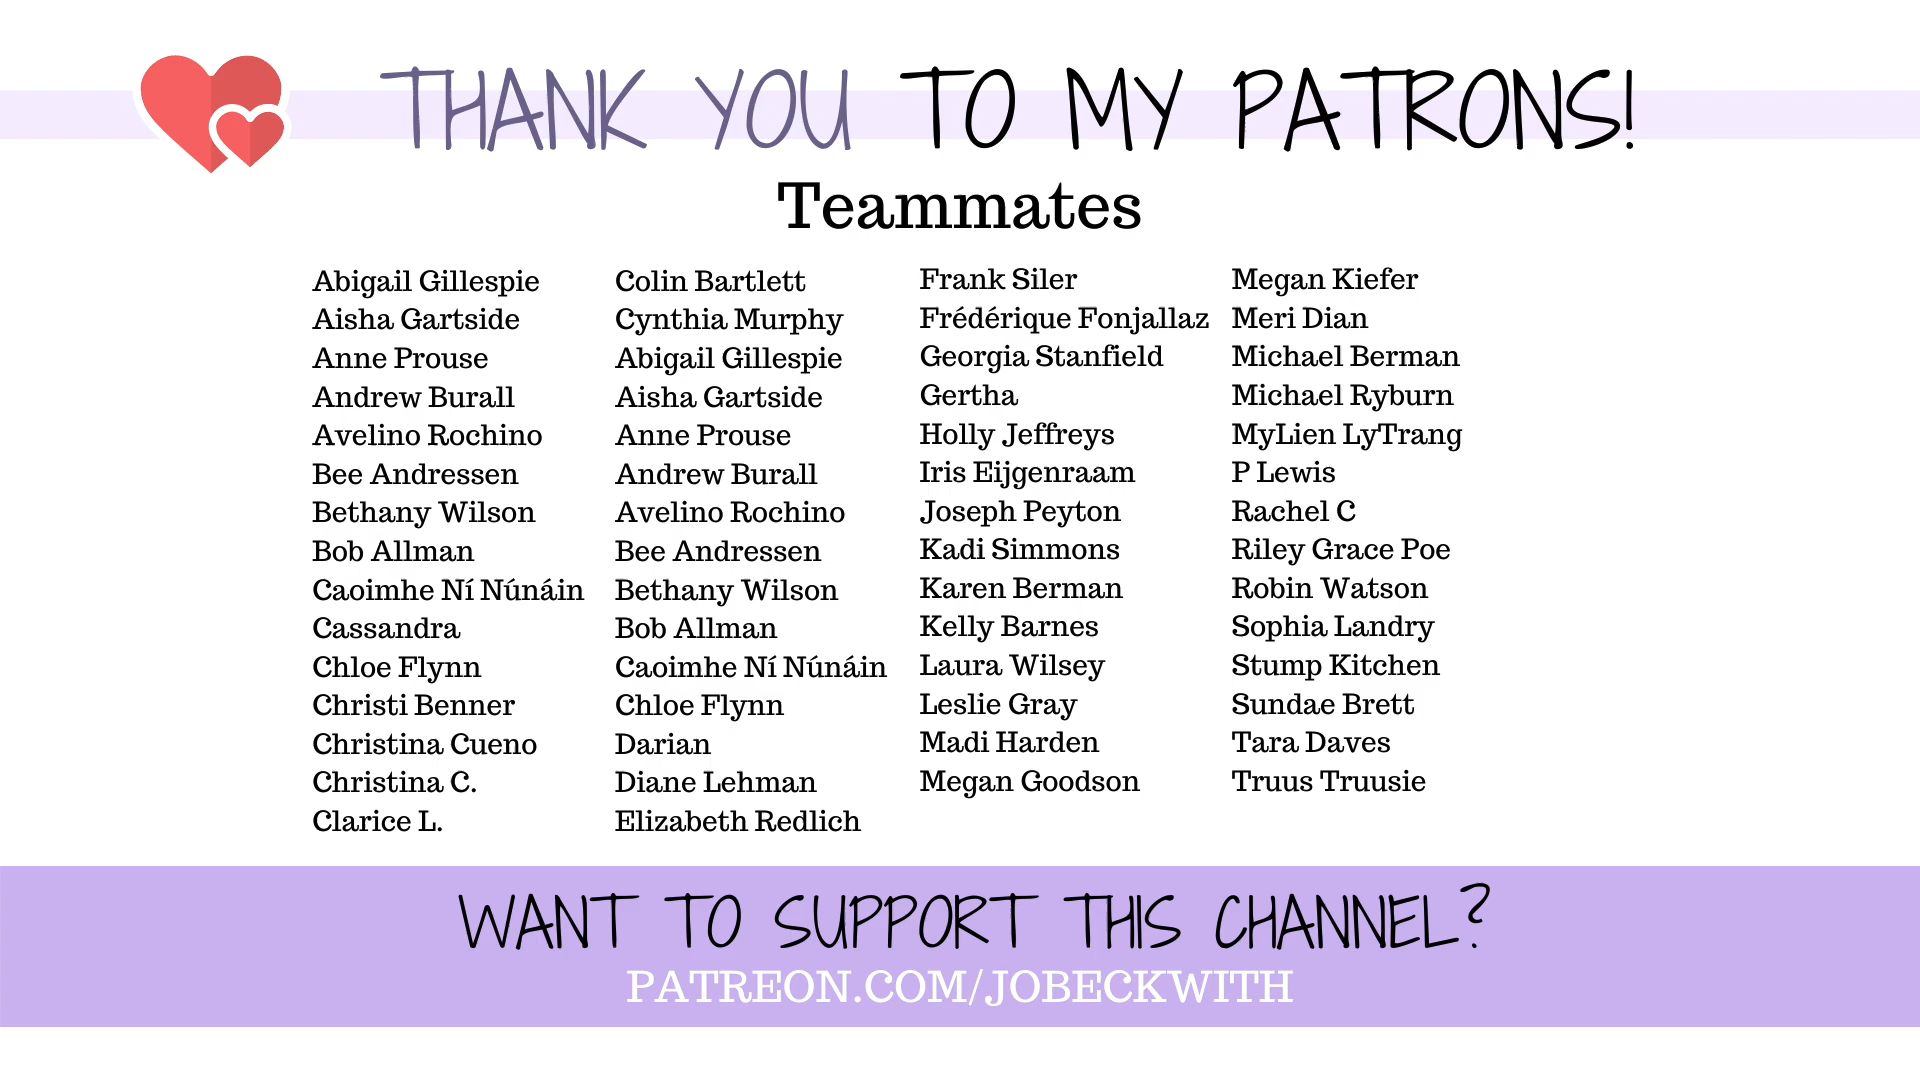 THANK YOU TO MY PATRONS!
Teammates
Abigail Gillespie
Aisha Gartside
Anne Prouse
Andrew Burall
Avelino Rochino
Bee Andressen
Bethany Wilson
Bob Allman
Caoimhe Ní Núnáin
Cassandra
Chloe Flynn
Christi Benner
Christina Cueno
Christina C.
Clarice L.
Colin Bartlett
Cynthia Murphy
Abigail Gillespie
Aisha Gartside
Anne Prouse
Andrew Burall
Avelino Rochino
Bee Andressen
Bethany Wilson
Bob Allman
Caoimhe Ní Núnáin
Chloe Flynn
Darian
Diane Lehman
Elizabeth Redlich
Frank Siler
Frédérique Fonjallaz
Georgia Stanfield
Gertha
Holly Jeffreys
Iris Eijgenraam
Joseph Peyton
Kadi Simmons
Karen Berman
Kelly Barnes
Laura Wilsey
Leslie Gray
Madi Harden
Megan Goodson
Megan Kiefer
Meri Dian
Michael Berman
Michael Ryburn
MyLien LyTrang
P Lewis
Rachel C
Riley Grace Poe
Robin Watson
Sophia Landry
Stump Kitchen
Sundae Brett
Tara Daves
Truus Truusie
WANT TO SUPPORT THIS CHANNEL?
PATREON.COM/JOBECKWITH